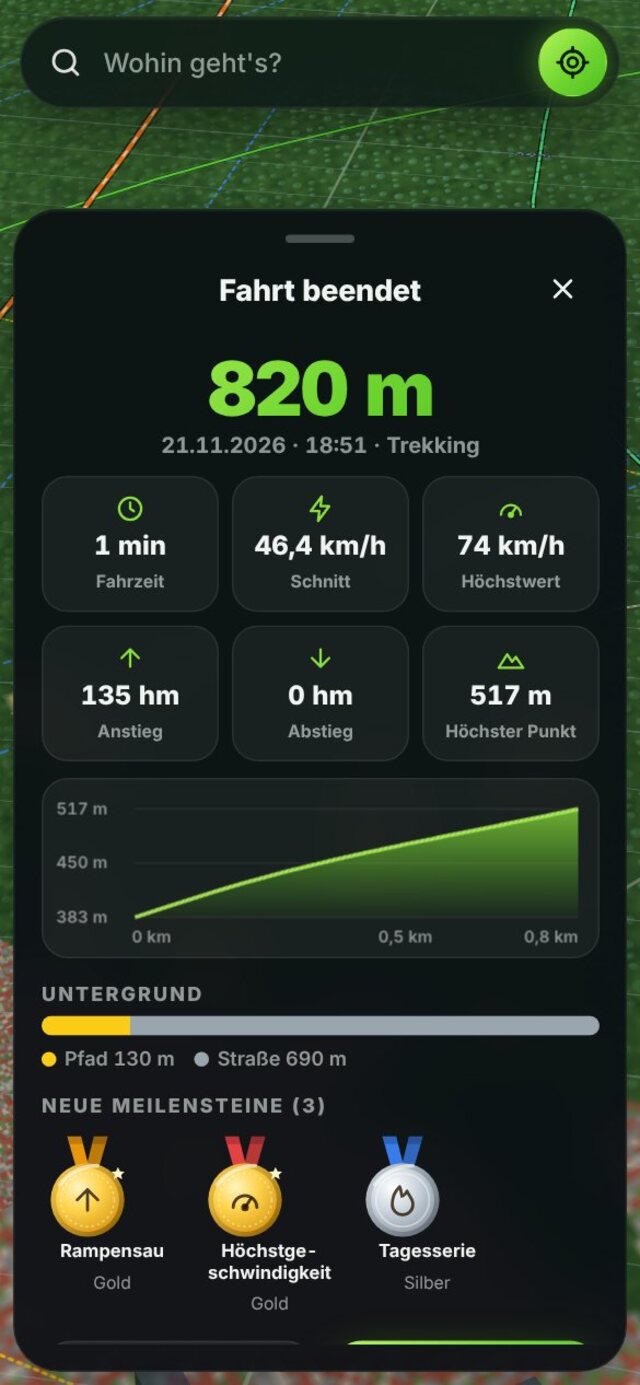 Wohin geht's?
Fahrt beendet
820 m
21.11.2026 · 18:51 · Trekking
1 min
Fahrzeit
46,4 km/h
Schnitt
74 km/h
Höchstwert
135 hm
Anstieg
0 hm
Abstieg
517 m
Höchster Punkt
517 m
450 m
383 m
0 km
0,5 km
0,8 km
UNTERGRUND
Pfad 130 m
Straße 690 m
NEUE MEILENSTEINE (3)
Rampensau
Gold
Höchstge-
schwindigkeit
Gold
Tagesserie
Silber